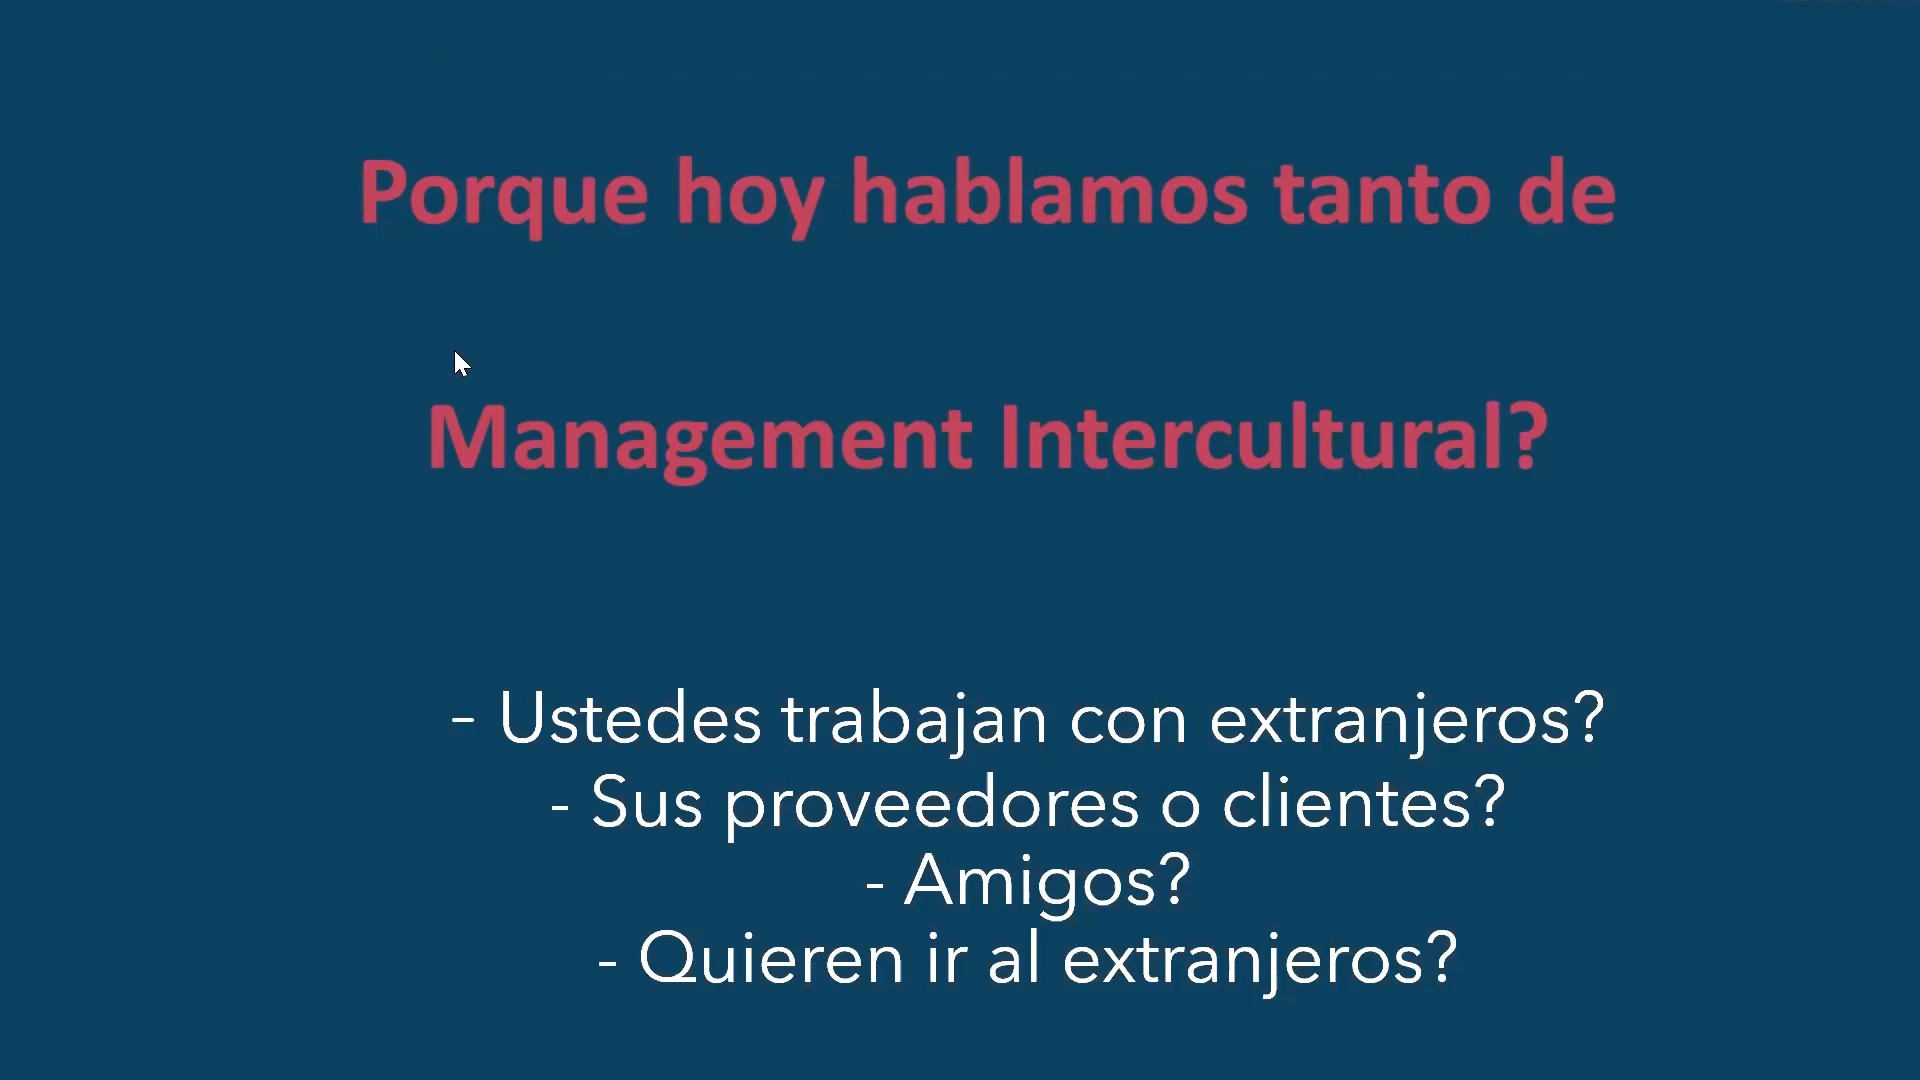 Porque hoy hablamos tanto de
Management Intercultural?
- Ustedes trabajan con extranjeros?
- Sus proveedores o clientes?
- Amigos?
- Quieren ir al extranjeros?